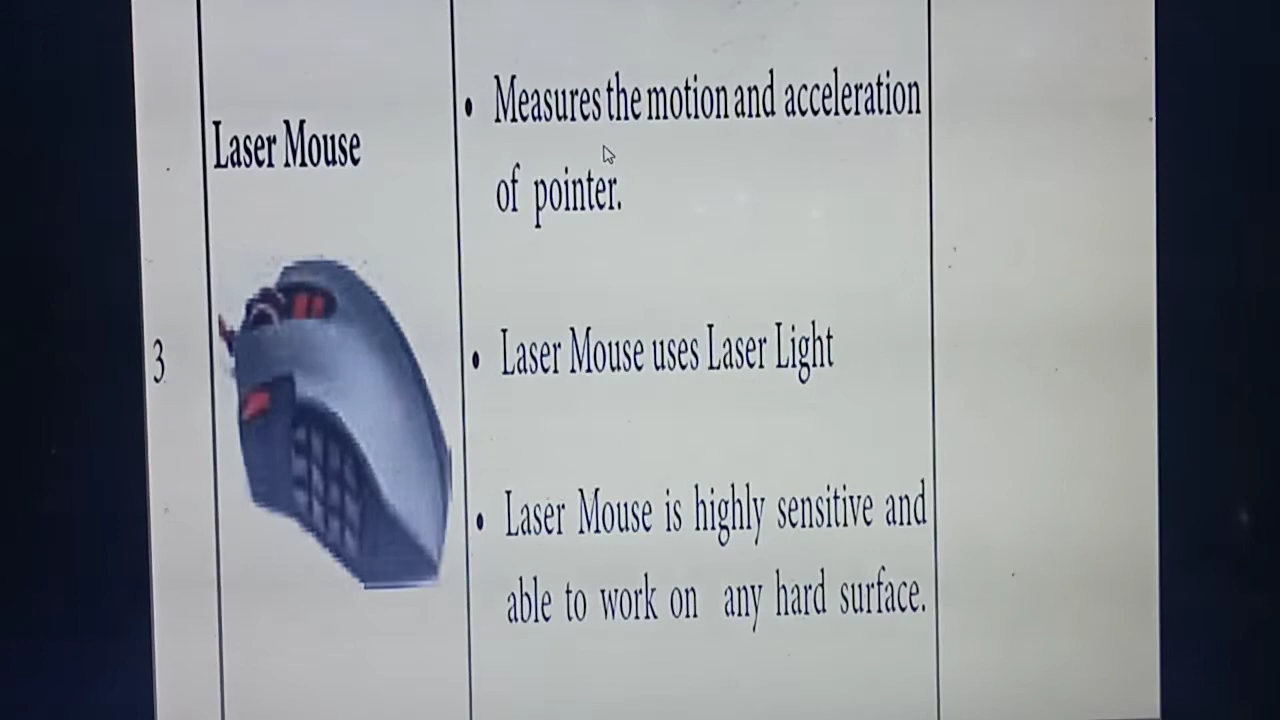 Laser Mouse
3
• Measures the motion and acceleration
of pointer.
• Laser Mouse uses Laser Light
• Laser Mouse is highly sensitive and
able to work on any hard surface.